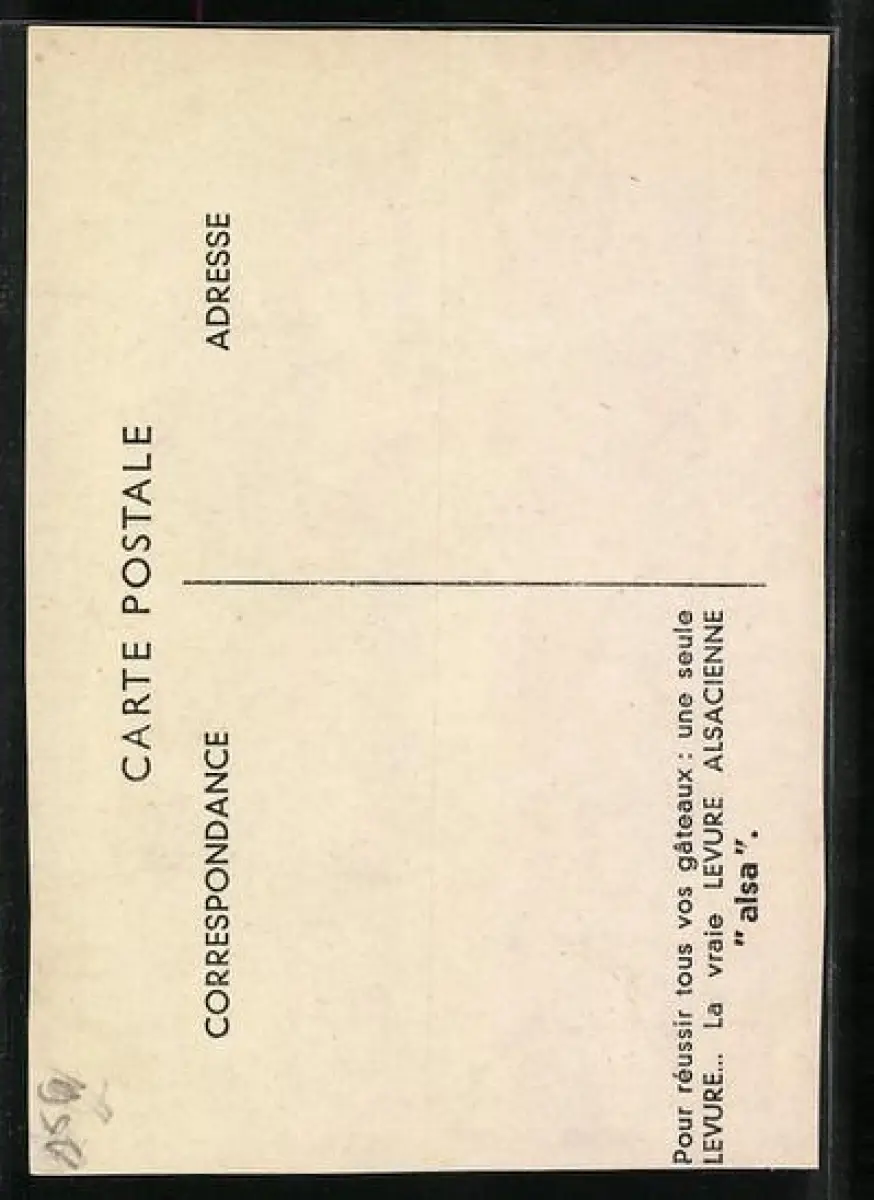 CARTE POSTALE
CORRESPONDANCE
ADRESSE
Pour réussir tous vos gâteaux : une seule
LEVURE... La vraie LEVURE ALSACIENNE
"alsa".